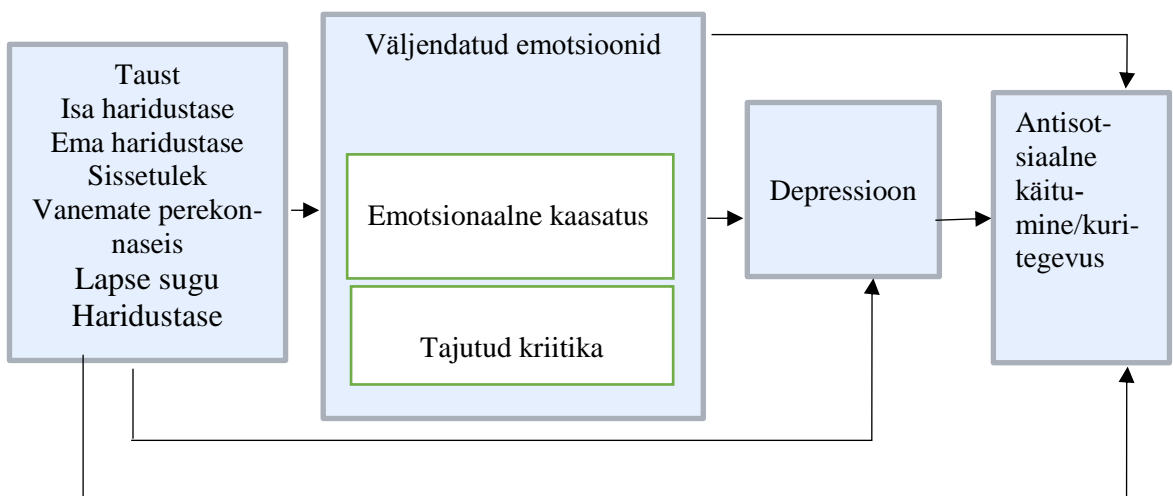 Taust
Isa haridustase
Ema haridustase
Sissetulek
Vanemate perekon-
naseis
Lapse sugu
Haridustase
Väljendatud emotsioonid
Emotsionaalne kaasatus
Tajutud kriitika
Depressioon
Antisot-
siaalne
käitu-
mine/kuri-
tegevus